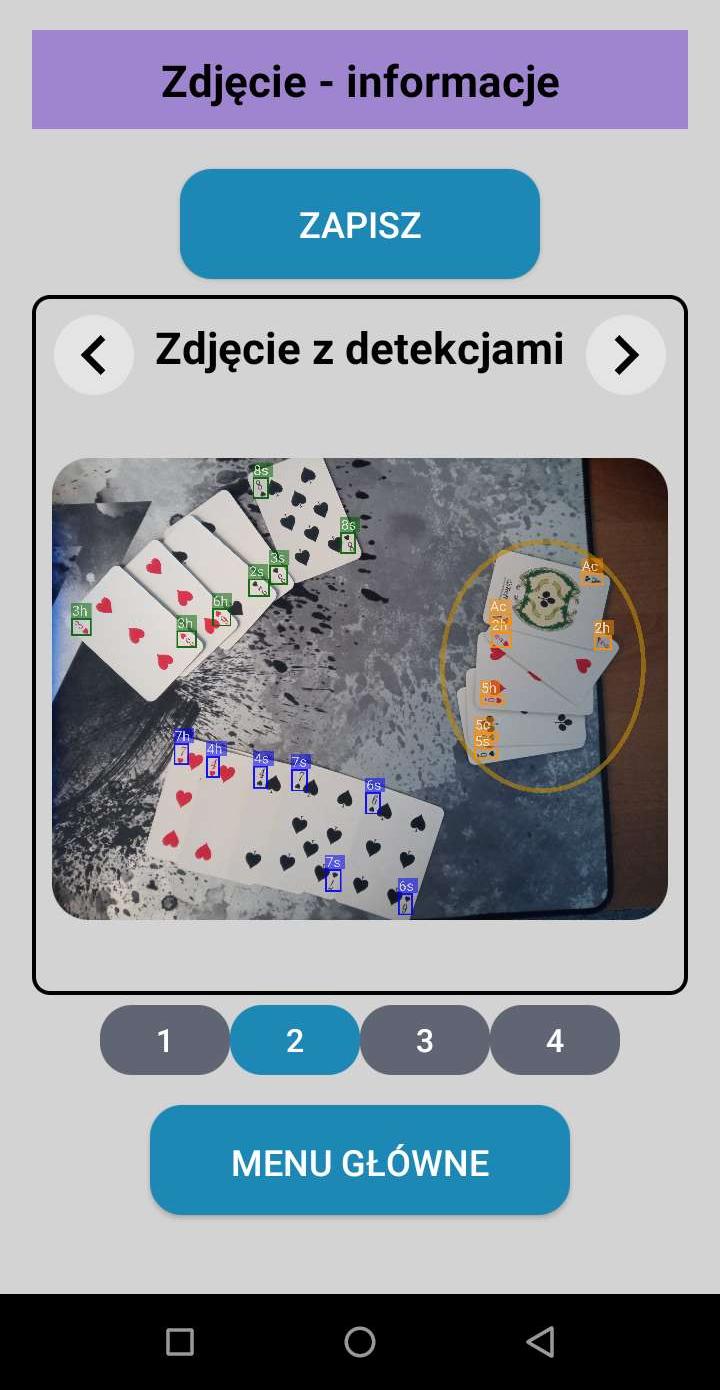 Zdjęcie - informacje
ZAPISZ
Zdjęcie z detekcjami
8s
8s
3s
2s
6h
3h
3h
Ac
Ac
2h
2h
5h
5c
5s
7h
4h
4s
7s
6s
7s
6s
1
2
3
4
MENU GŁÓWNE